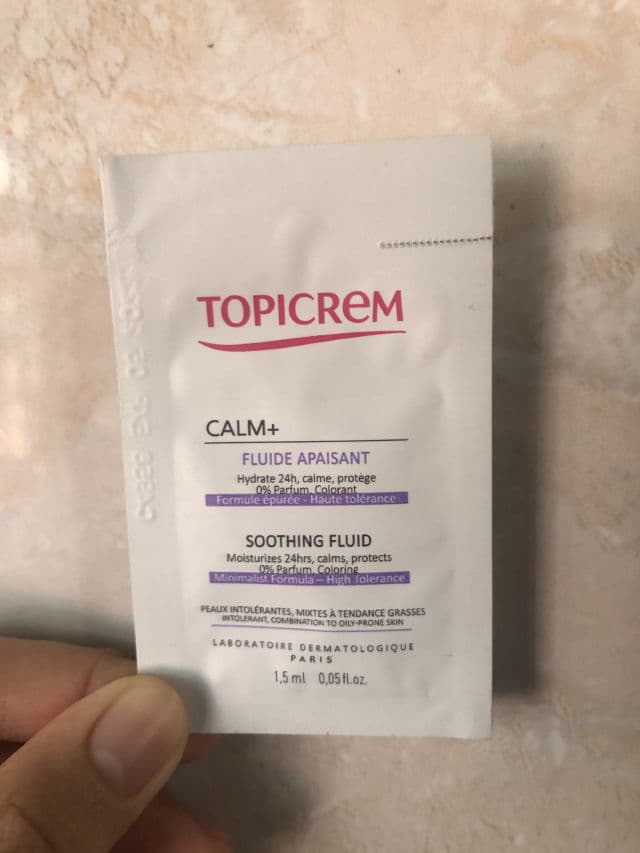 TOPICREM
CALM+
FLUIDE APAISANT
Hydrate 24h, calme, protège
0% Parfum, Colorant
Formule épurée - Haute tolérance
SOOTHING FLUID
Moisturizes 24hrs, calms, protects
0% Parfum, Coloring
Minimalist Formula – High Tolerance
PEAUX INTOLÉRANTES, MIXTES À TENDANCE GRASSES
INTOLERANT, COMBINATION TO OILY-PRONE SKIN
LABORATOIRE DERMATOLOGIQUE
PARIS
1,5 ml 0,05 fl.oz.